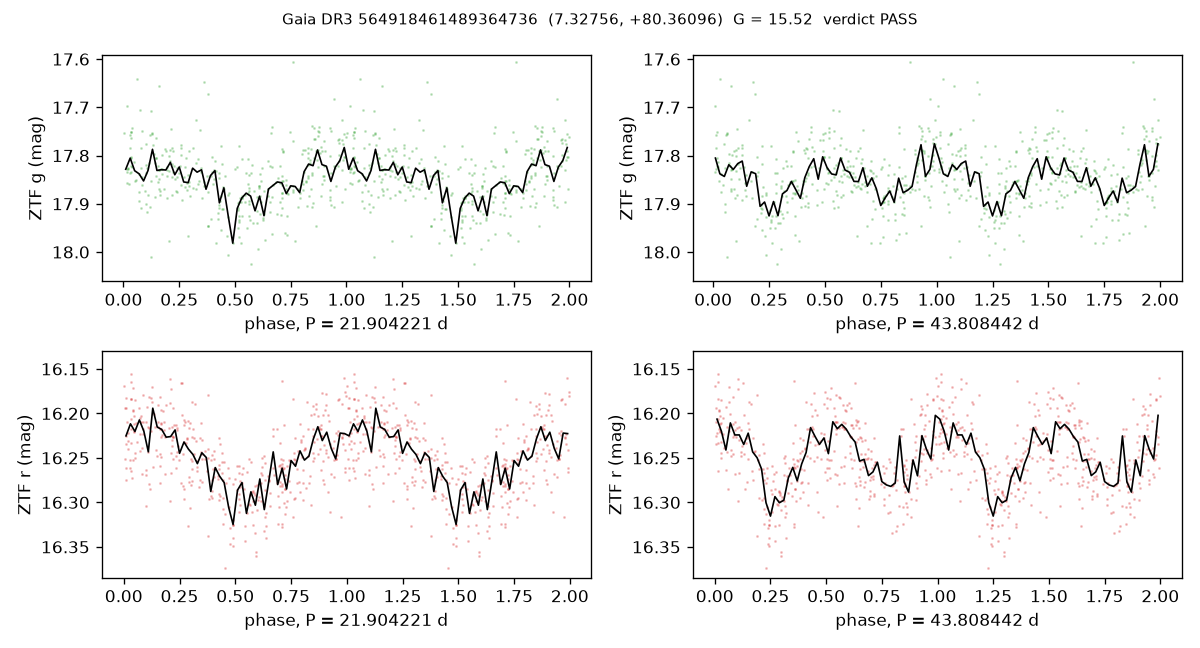 Gaia DR3 564918461489364736 (7.32756, +80.36096) G = 15.52 verdict PASS
ZTF g (mag)
17.6
17.7
17.8
17.9
18.0
0.00 0.25 0.50 0.75 1.00 1.25 1.50 1.75 2.00
phase, P = 21.904221 d
ZTF g (mag)
17.6
17.7
17.8
17.9
18.0
0.00 0.25 0.50 0.75 1.00 1.25 1.50 1.75 2.00
phase, P = 43.808442 d
ZTF r (mag)
16.15
16.20
16.25
16.30
16.35
0.00 0.25 0.50 0.75 1.00 1.25 1.50 1.75 2.00
phase, P = 21.904221 d
ZTF r (mag)
16.15
16.20
16.25
16.30
16.35
0.00 0.25 0.50 0.75 1.00 1.25 1.50 1.75 2.00
phase, P = 43.808442 d